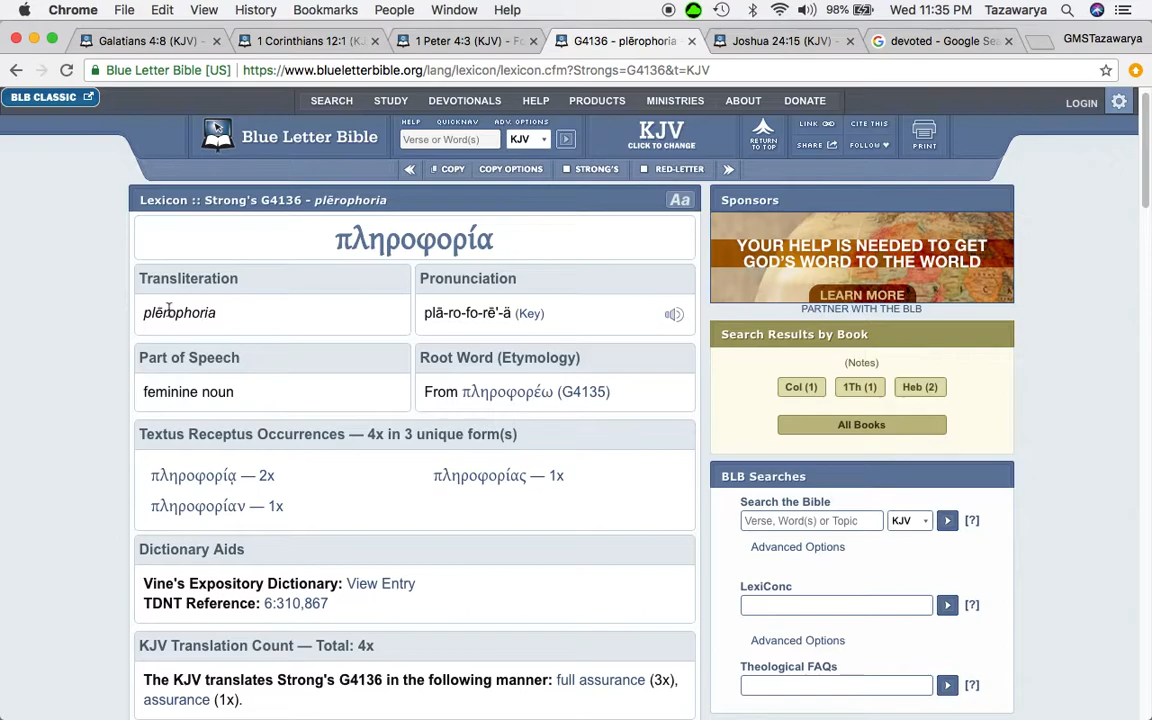 Chrome File Edit View History Bookmarks People Window Help 98% Wed 11:35 PM Tazawarya
Galatians 4:8 (KJV) × 1 Corinthians 12:1 ( × 1 Peter 4:3 (KJV) - Fo × G4136 - plērophoria × Joshua 24:15 (KJV) × devoted - Google Se × GMSTazawarya
Blue Letter Bible [US] https://www.blueletterbible.org/lang/lexicon/lexicon.cfm?Strongs=G4136&t=KJV
BLB CLASSIC SEARCH STUDY DEVOTIONALS HELP PRODUCTS MINISTRIES ABOUT DONATE LOGIN
Blue Letter Bible
HELP QUICKNAV ADV. OPTIONS
Verse or Word(s) KJV
KJV
CLICK TO CHANGE
RETURN
TO TOP
LINK CITE THIS
SHARE FOLLOW
PRINT
COPY COPY OPTIONS STRONG'S RED-LETTER
Lexicon :: Strong's G4136 - plērophoria Aa
πληροφορία
Transliteration
plērophoria
Pronunciation
plā-ro-fo-rē'-ä (Key)
Part of Speech
feminine noun
Root Word (Etymology)
From πληροφορέω (G4135)
Textus Receptus Occurrences — 4x in 3 unique form(s)
πληροφορίᾳ — 2x πληροφορίας — 1x
πληροφορίαν — 1x
Dictionary Aids
Vine's Expository Dictionary: View Entry
TDNT Reference: 6:310,867
KJV Translation Count — Total: 4x
The KJV translates Strong's G4136 in the following manner: full assurance (3x),
assurance (1x).
Sponsors
YOUR HELP IS NEEDED TO GET
GOD'S WORD TO THE WORLD
LEARN MORE
PARTNER WITH THE BLB
Search Results by Book
(Notes)
Col (1) 1Th (1) Heb (2)
All Books
BLB Searches
Search the Bible
Verse, Word(s) or Topic KJV [?]
Advanced Options
LexiConc
[?]
Advanced Options
Theological FAQs
[?]